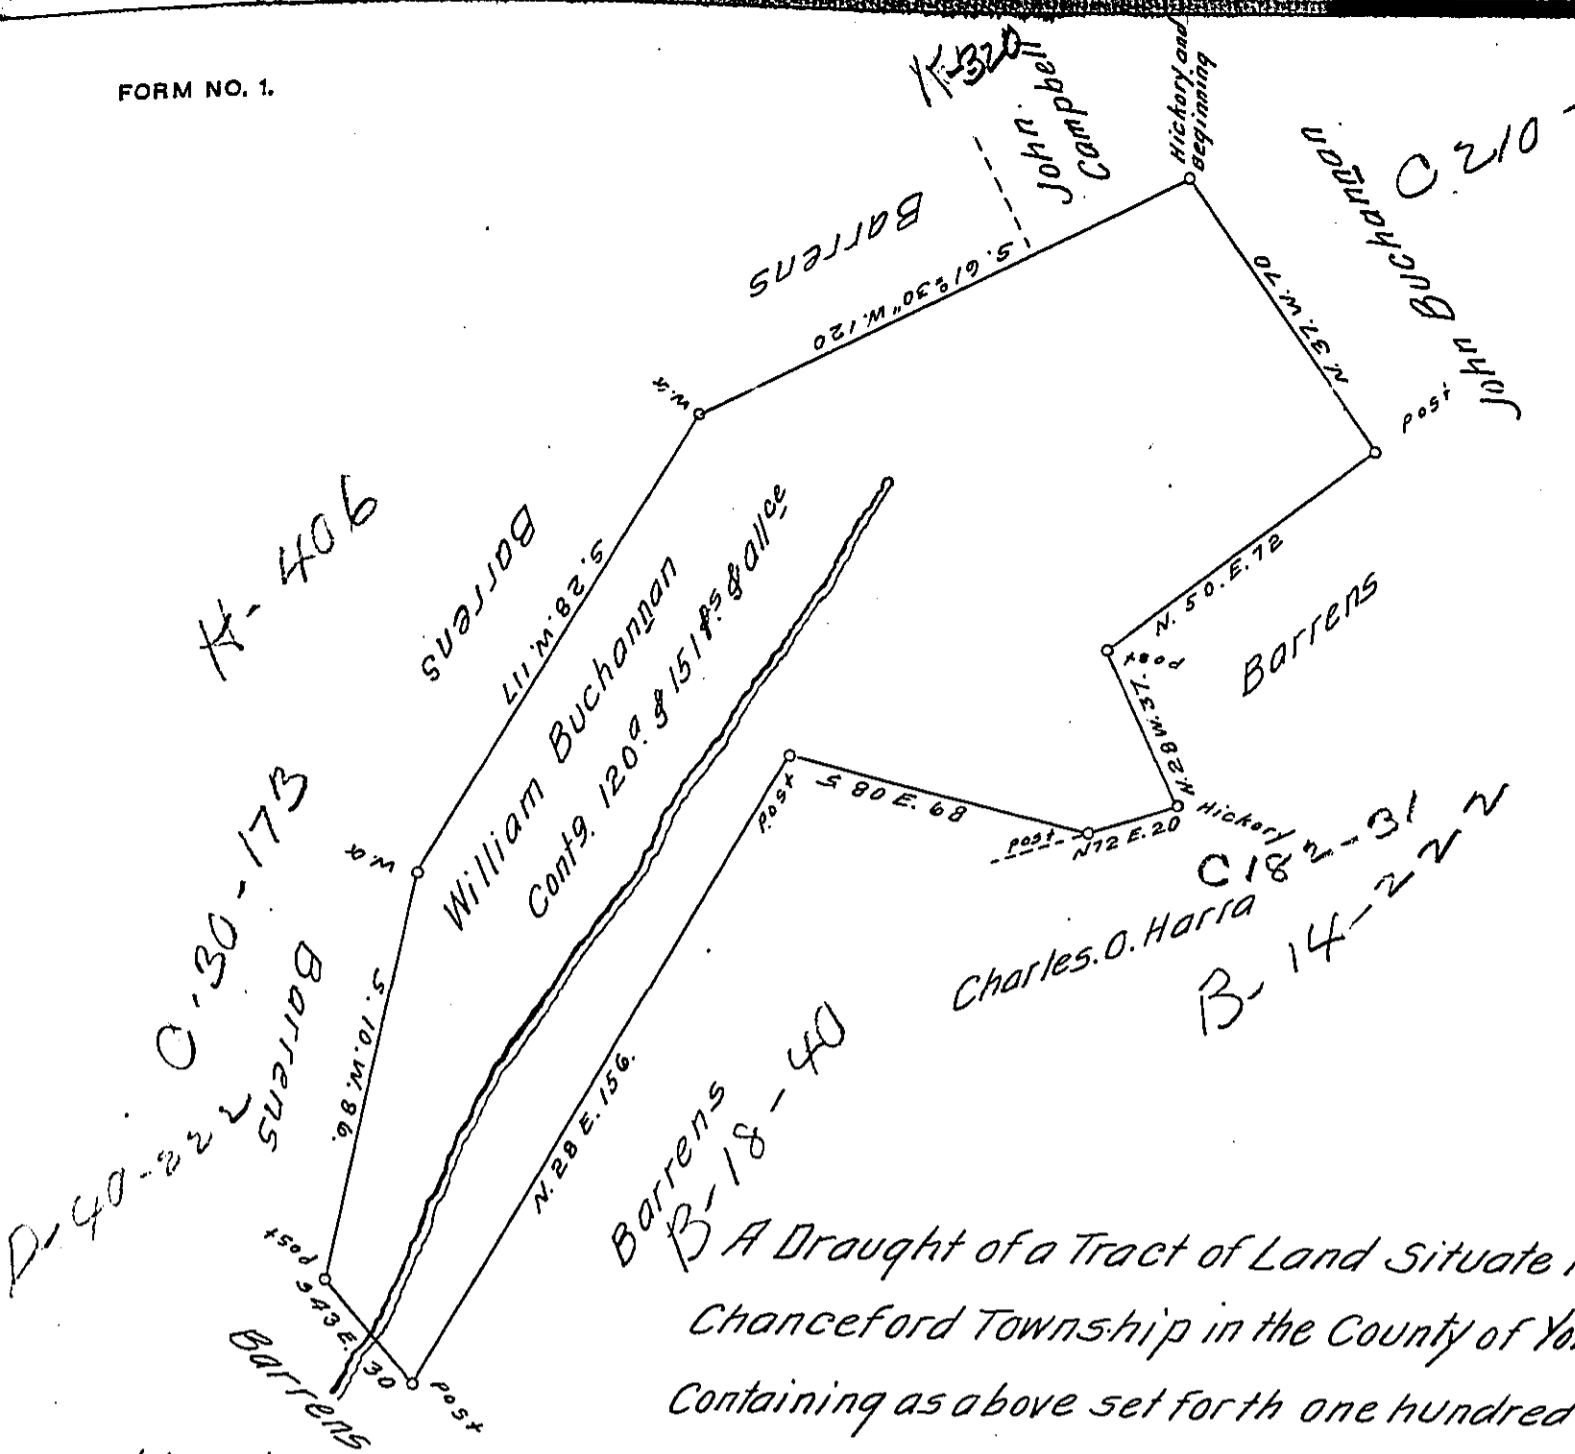 FORM NO. 1.
K-320
John
Campbell
Hickory and
Beginning
John Buchannan
C 210
Barrens
S. 61°-30" W. 120
N. 37. W. 70
post
W.
H-406
Barrens
S. 28. W. 117
William Buchannan
Contg. 120a. & 151ps & allce
N. 50. E. 72
Barrens
post
N. 28 W. 37.
Hickory
N72 E. 20
post
S 80 E. 68
post
C 182-31
Charles. O. Harra
B-14-222
W.O
C-30-173
Barrens
S. 10. W. 86.
D-40-222
N. 28 E. 156.
Barrens
B-18-40
post
S 43 E. 30
post
Barrens
A Draught of a Tract of Land Situate
Chanceford Township in the County of
Containing as above set forth one hundred